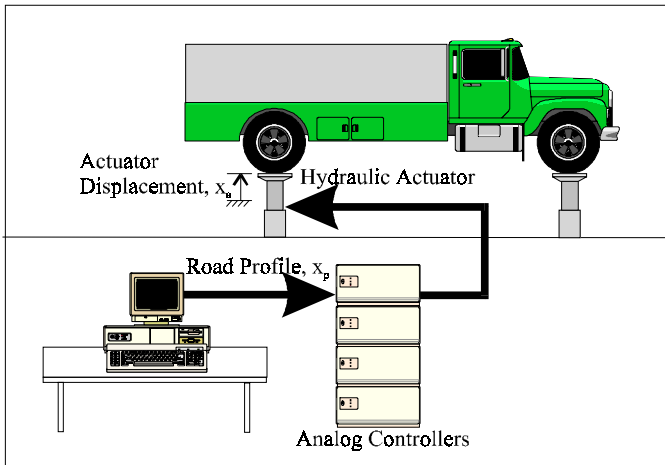 Actuator
Displacement, xₐ
Hydraulic Actuator
Road Profile, xₚ
Analog Controllers